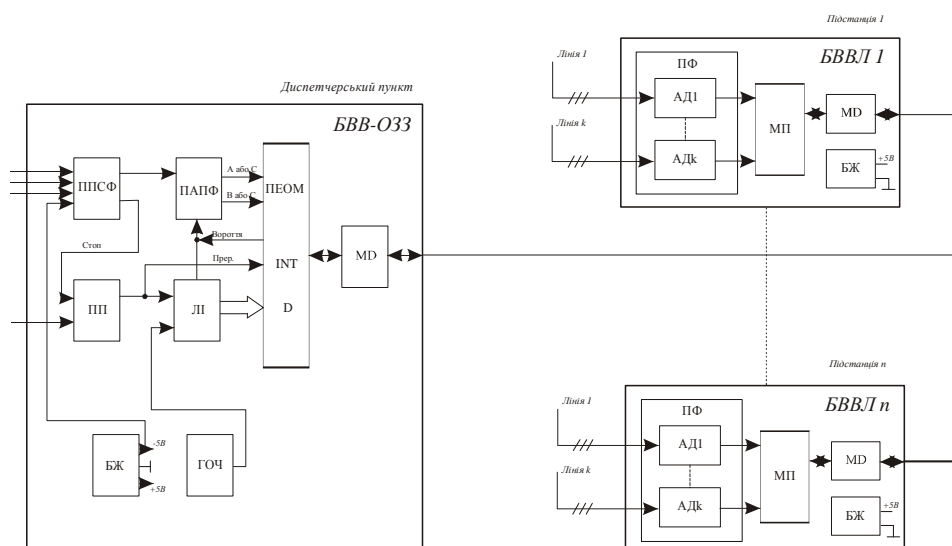 Диспетчерський пункт
БВВ-ОЗЗ
ППСФ
ПАПФ
А або С
В або С
ПЕОМ
Вороття
Стоп
Прер.
INT
MD
ПП
ЛІ
D
БЖ
-5В
+5В
ГОЧ
Підстанція 1
БВВЛ 1
Лінія 1
Лінія k
ПФ
АД1
АДk
МП
MD
БЖ
+5В
Підстанція n
БВВЛ n
Лінія 1
Лінія k
ПФ
АД1
АДk
МП
MD
БЖ
+5В